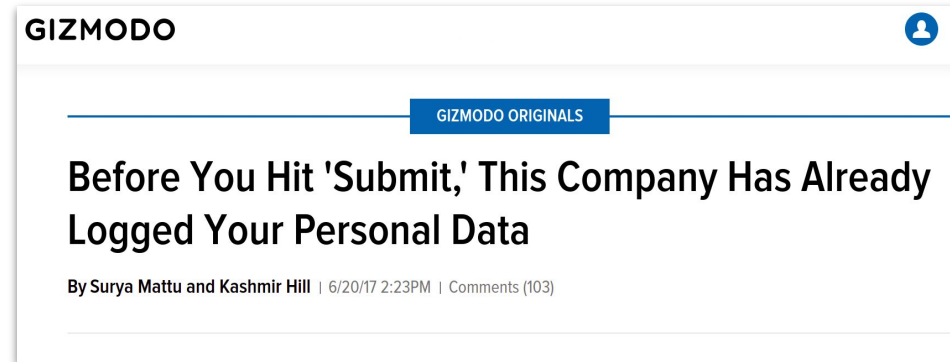 GIZMODO
GIZMODO ORIGINALS
Before You Hit 'Submit,' This Company Has Already
Logged Your Personal Data
By Surya Mattu and Kashmir Hill | 6/20/17 2:23PM | Comments (103)